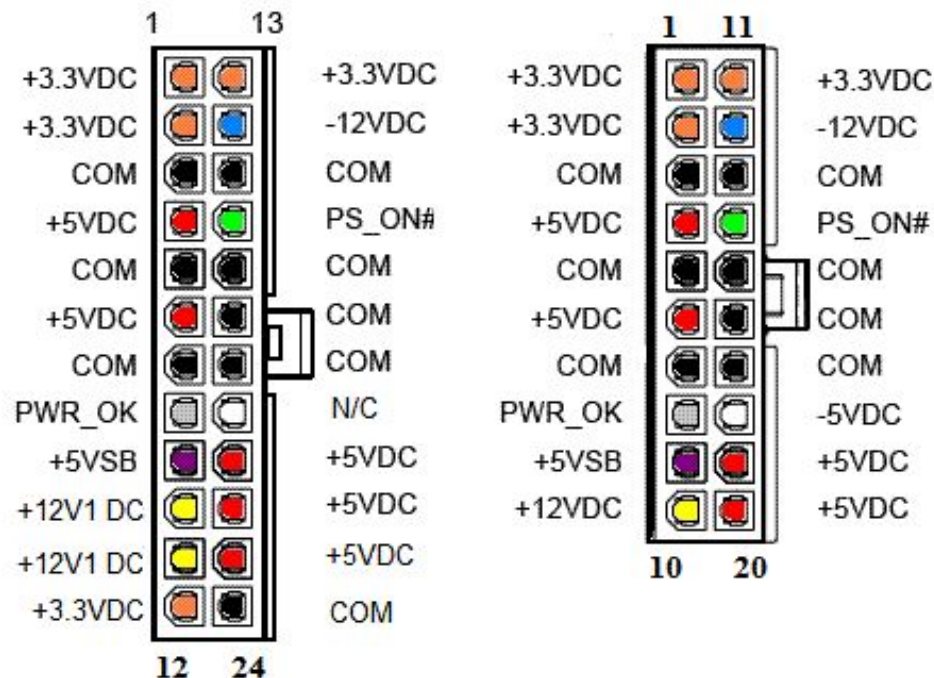 1 13
+3.3VDC +3.3VDC
+3.3VDC -12VDC
COM COM
+5VDC PS_ON#
COM COM
+5VDC COM
COM COM
PWR_OK N/C
+5VSB +5VDC
+12V1 DC +5VDC
+12V1 DC +5VDC
+3.3VDC COM
12 24
1 11
+3.3VDC +3.3VDC
+3.3VDC -12VDC
COM COM
+5VDC PS_ON#
COM COM
+5VDC COM
COM COM
PWR_OK -5VDC
+5VSB +5VDC
+12VDC +5VDC
10 20